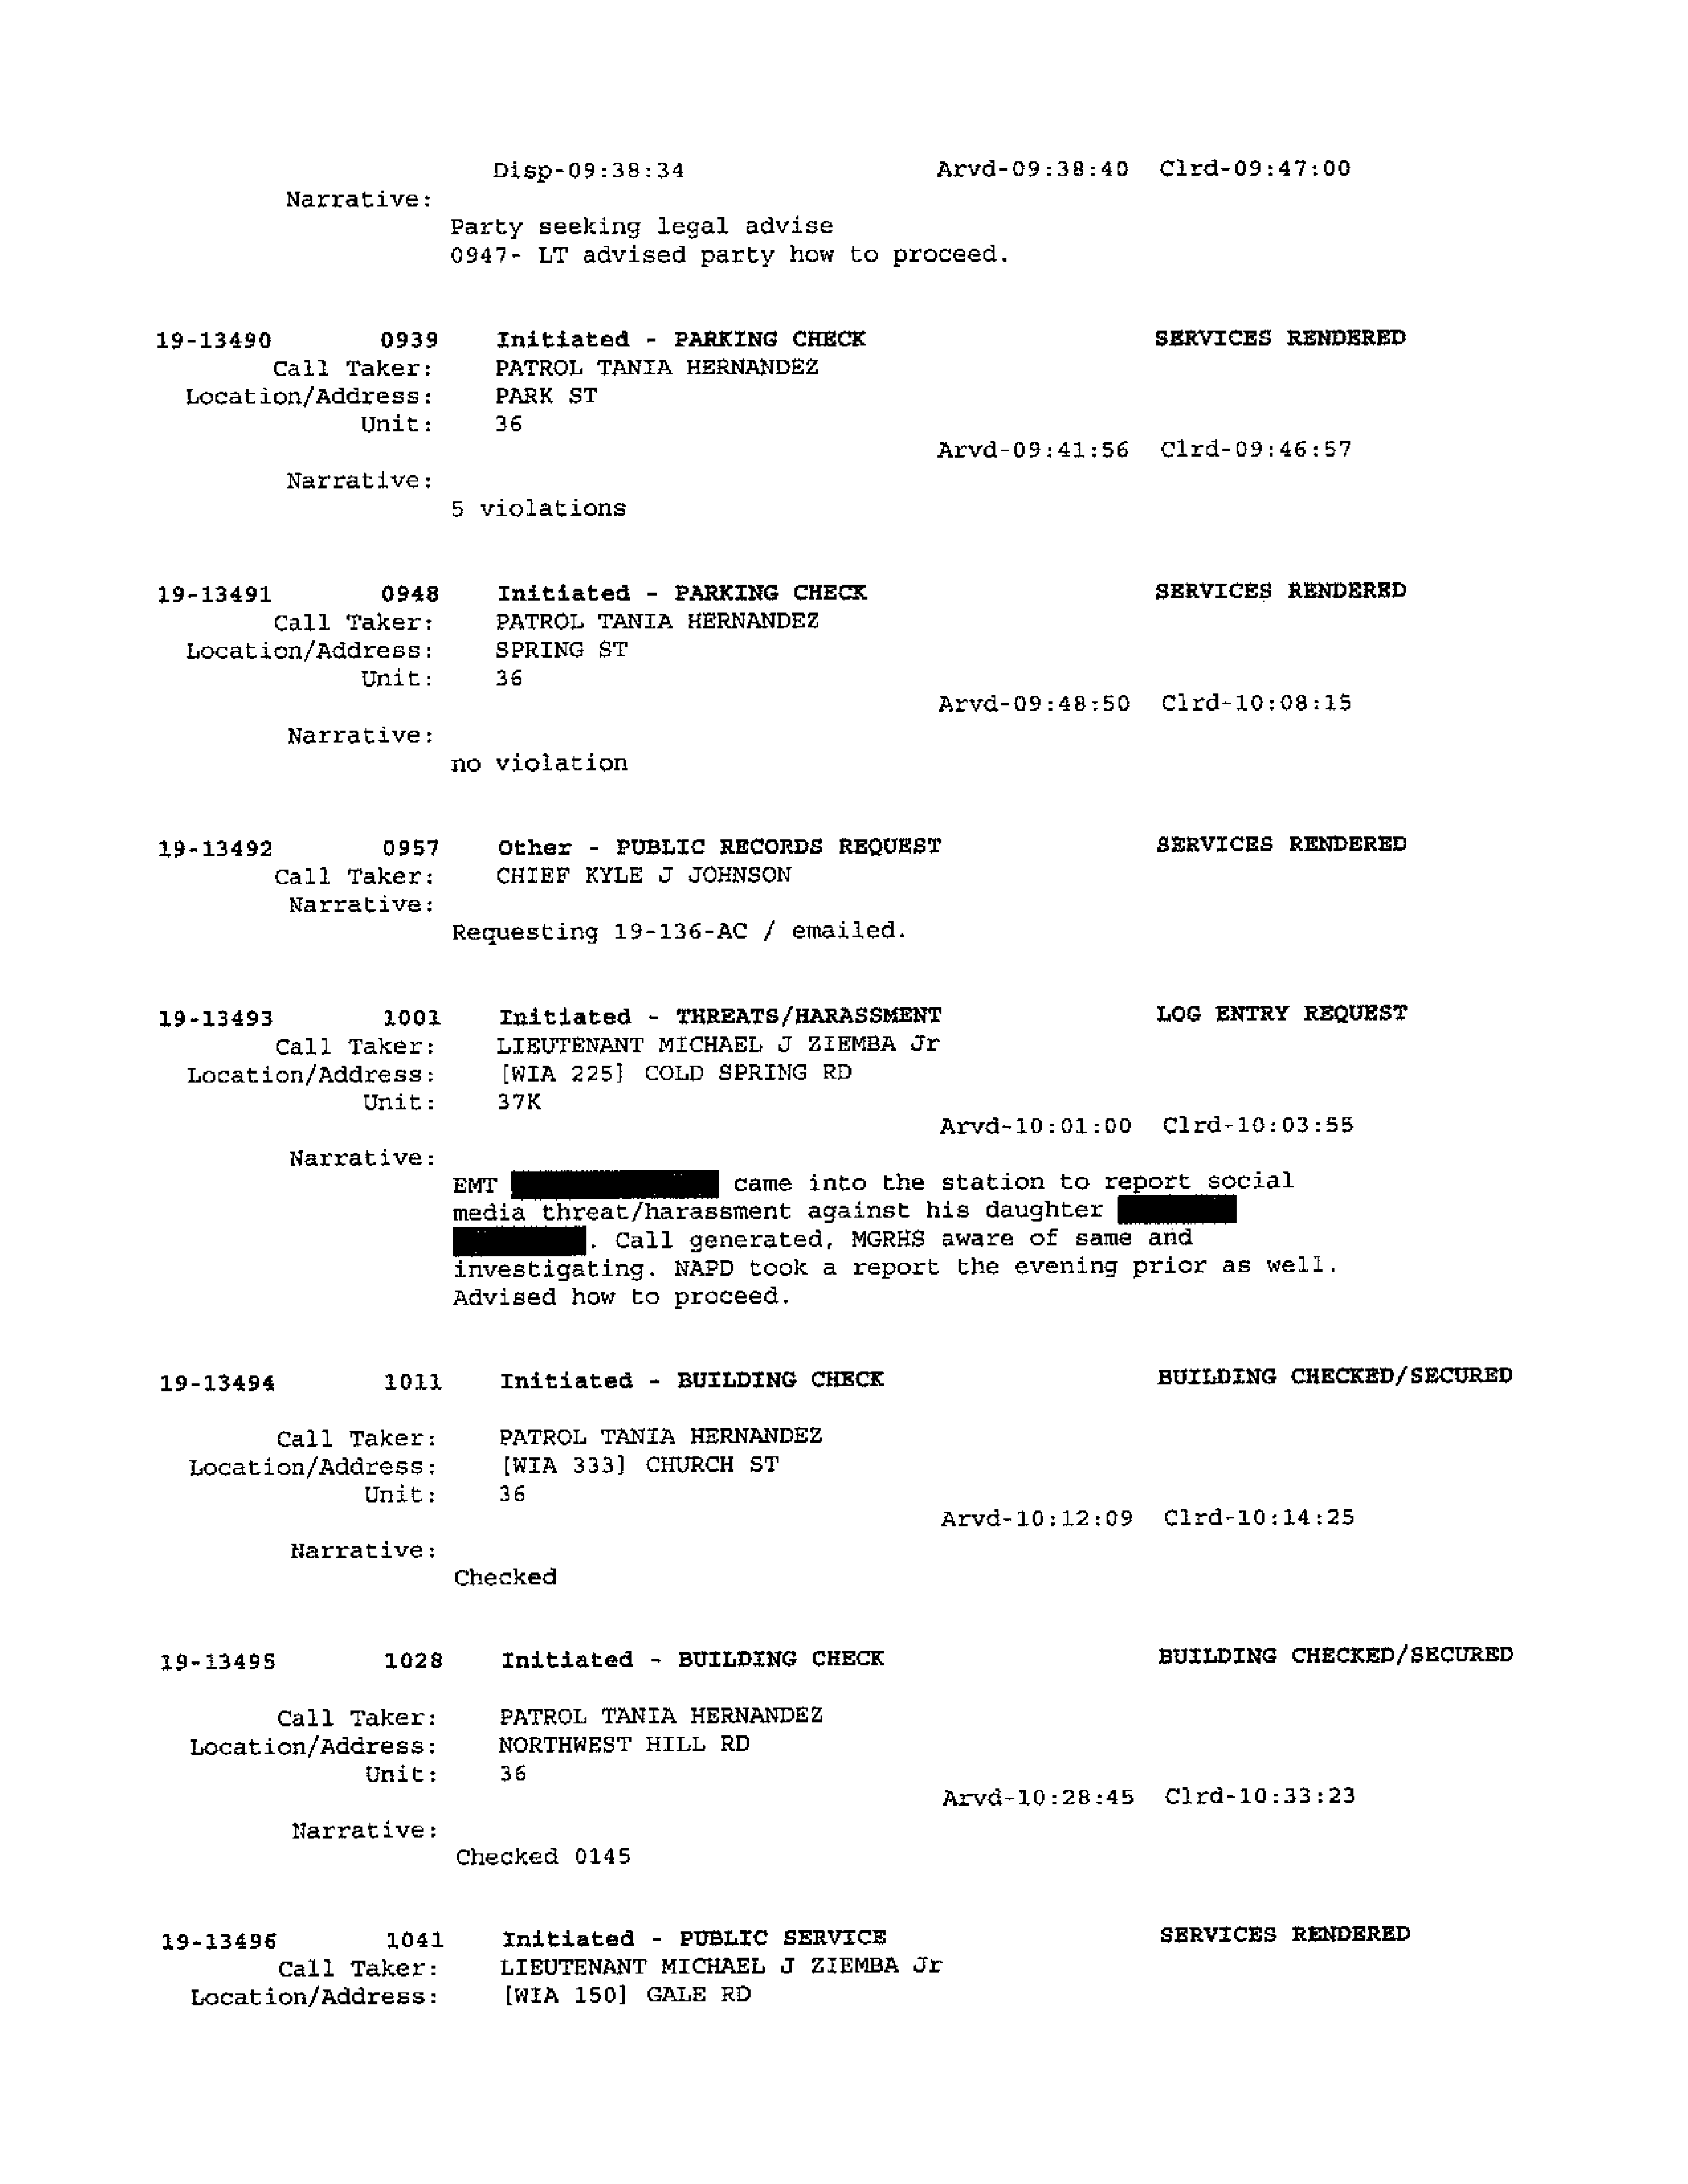 Disp-09:38:34 Arvd-09:38:40 Clrd-09:47:00
Narrative:
Party seeking legal advise
0947- LT advised party how to proceed.
19-13490 0939 Initiated - PARKING CHECK SERVICES RENDERED
Call Taker: PATROL TANIA HERNANDEZ
Location/Address: PARK ST
Unit: 36
Arvd-09:41:56 Clrd-09:46:57
Narrative:
5 violations
19-13491 0948 Initiated - PARKING CHECK SERVICES RENDERED
Call Taker: PATROL TANIA HERNANDEZ
Location/Address: SPRING ST
Unit: 36
Arvd-09:48:50 Clrd-10:08:15
Narrative:
no violation
19-13492 0957 Other - PUBLIC RECORDS REQUEST SERVICES RENDERED
Call Taker: CHIEF KYLE J JOHNSON
Narrative:
Requesting 19-136-AC / emailed.
19-13493 1001 Initiated - THREATS/HARASSMENT LOG ENTRY REQUEST
Call Taker: LIEUTENANT MICHAEL J ZIEMBA Jr
Location/Address: [WIA 225] COLD SPRING RD
Unit: 37K
Arvd-10:01:00 Clrd-10:03:55
Narrative:
EMT came into the station to report social
media threat/harassment against his daughter
. Call generated, MGRHS aware of same and
investigating. NAPD took a report the evening prior as well.
Advised how to proceed.
19-13494 1011 Initiated - BUILDING CHECK BUILDING CHECKED/SECURED
Call Taker: PATROL TANIA HERNANDEZ
Location/Address: [WIA 333] CHURCH ST
Unit: 36
Arvd-10:12:09 Clrd-10:14:25
Narrative:
Checked
19-13495 1028 Initiated - BUILDING CHECK BUILDING CHECKED/SECURED
Call Taker: PATROL TANIA HERNANDEZ
Location/Address: NORTHWEST HILL RD
Unit: 36
Arvd-10:28:45 Clrd-10:33:23
Narrative:
Checked 0145
19-13496 1041 Initiated - PUBLIC SERVICE SERVICES RENDERED
Call Taker: LIEUTENANT MICHAEL J ZIEMBA Jr
Location/Address: [WIA 150] GALE RD